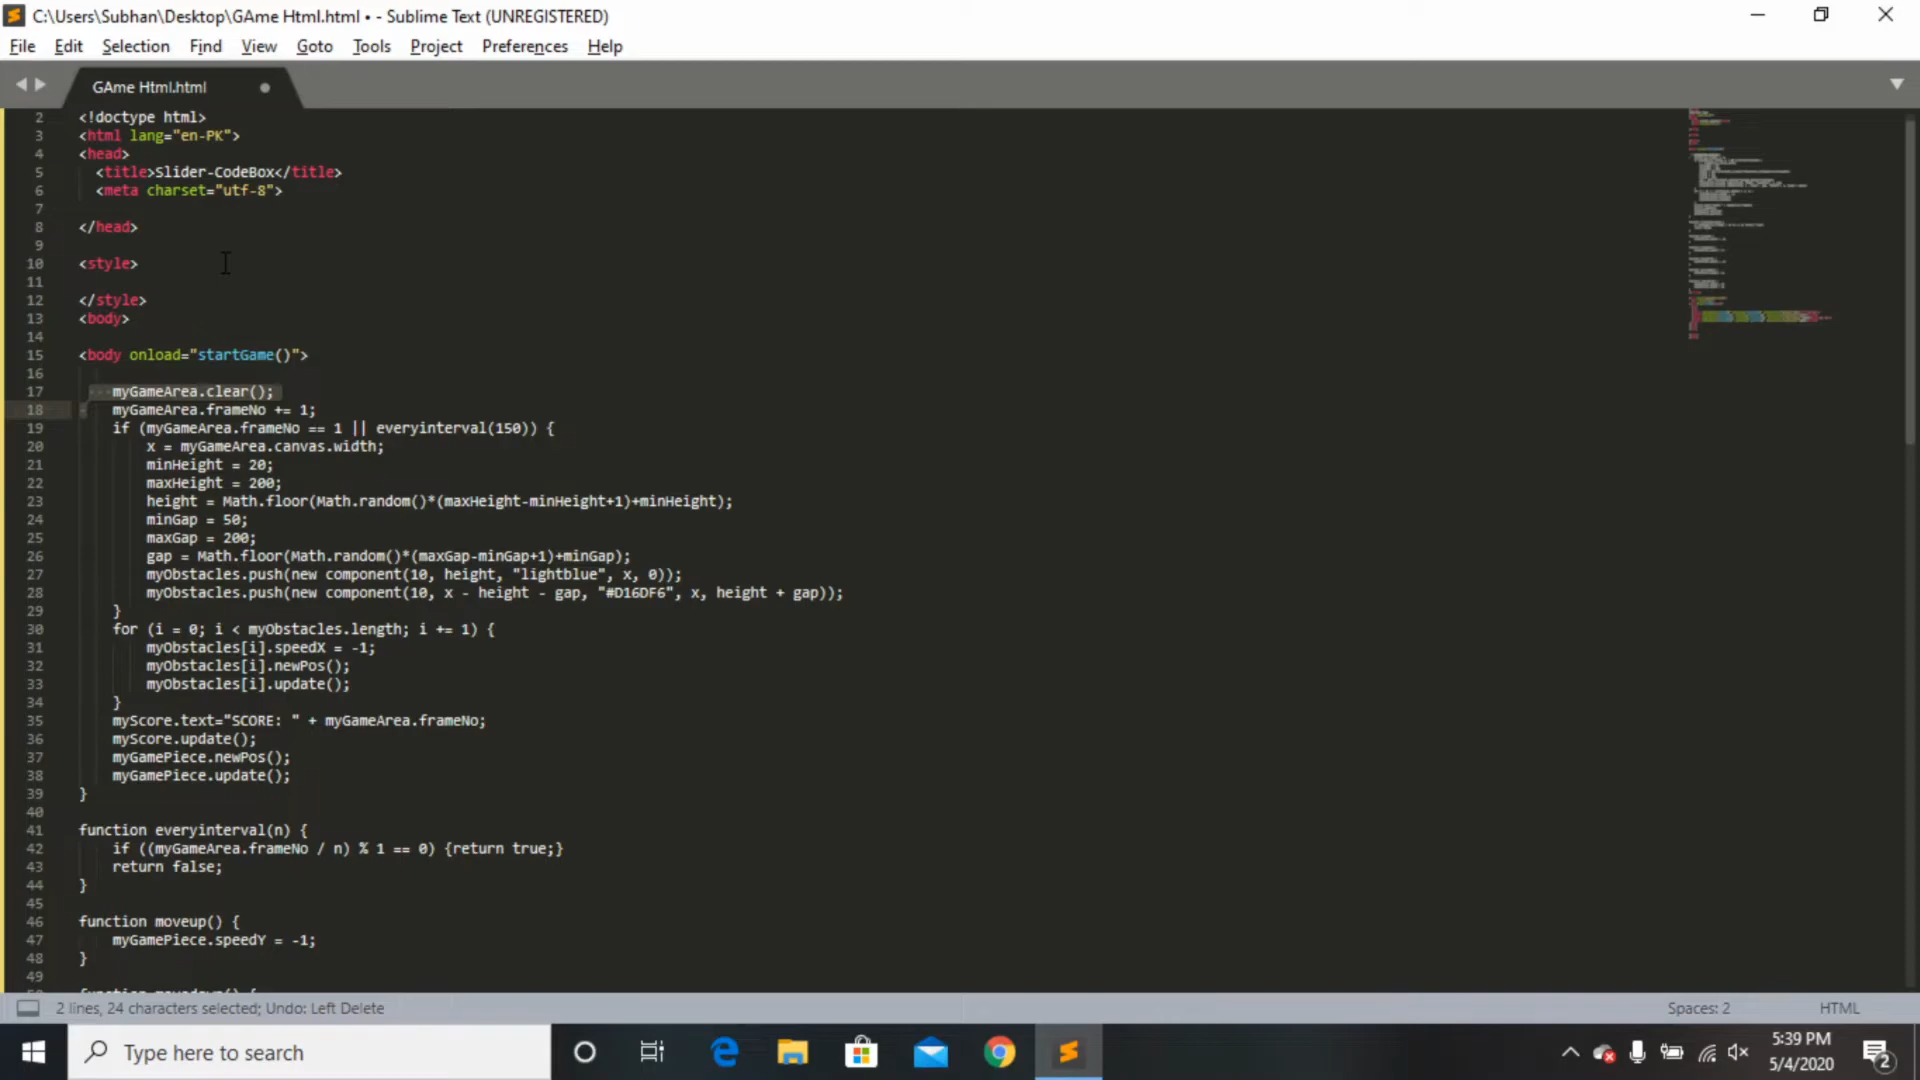 C:\Users\Subhan\Desktop\GAme Html.html • - Sublime Text (UNREGISTERED)
File Edit Selection Find View Goto Tools Project Preferences Help
GAme Html.html
2 <!doctype html>
3 <html lang="en-PK">
4 <head>
5 <title>Slider-CodeBox</title>
6 <meta charset="utf-8">
7
8 </head>
9
10 <style>
11
12 </style>
13 <body>
14
15 <body onload="startGame()">
16
17 myGameArea.clear();
18 myGameArea.frameNo += 1;
19 if (myGameArea.frameNo == 1 || everyinterval(150)) {
20 x = myGameArea.canvas.width;
21 minHeight = 20;
22 maxHeight = 200;
23 height = Math.floor(Math.random()*(maxHeight-minHeight+1)+minHeight);
24 minGap = 50;
25 maxGap = 200;
26 gap = Math.floor(Math.random()*(maxGap-minGap+1)+minGap);
27 myObstacles.push(new component(10, height, "lightblue", x, 0));
28 myObstacles.push(new component(10, x - height - gap, "#D16DF6", x, height + gap));
29 }
30 for (i = 0; i < myObstacles.length; i += 1) {
31 myObstacles[i].speedX = -1;
32 myObstacles[i].newPos();
33 myObstacles[i].update();
34 }
35 myScore.text="SCORE: " + myGameArea.frameNo;
36 myScore.update();
37 myGamePiece.newPos();
38 myGamePiece.update();
39 }
40
41 function everyinterval(n) {
42 if ((myGameArea.frameNo / n) % 1 == 0) {return true;}
43 return false;
44 }
45
46 function moveup() {
47 myGamePiece.speedY = -1;
48 }
49
2 lines, 24 characters selected; Undo: Left Delete Spaces: 2 HTML
Type here to search
5:39 PM
5/4/2020
2